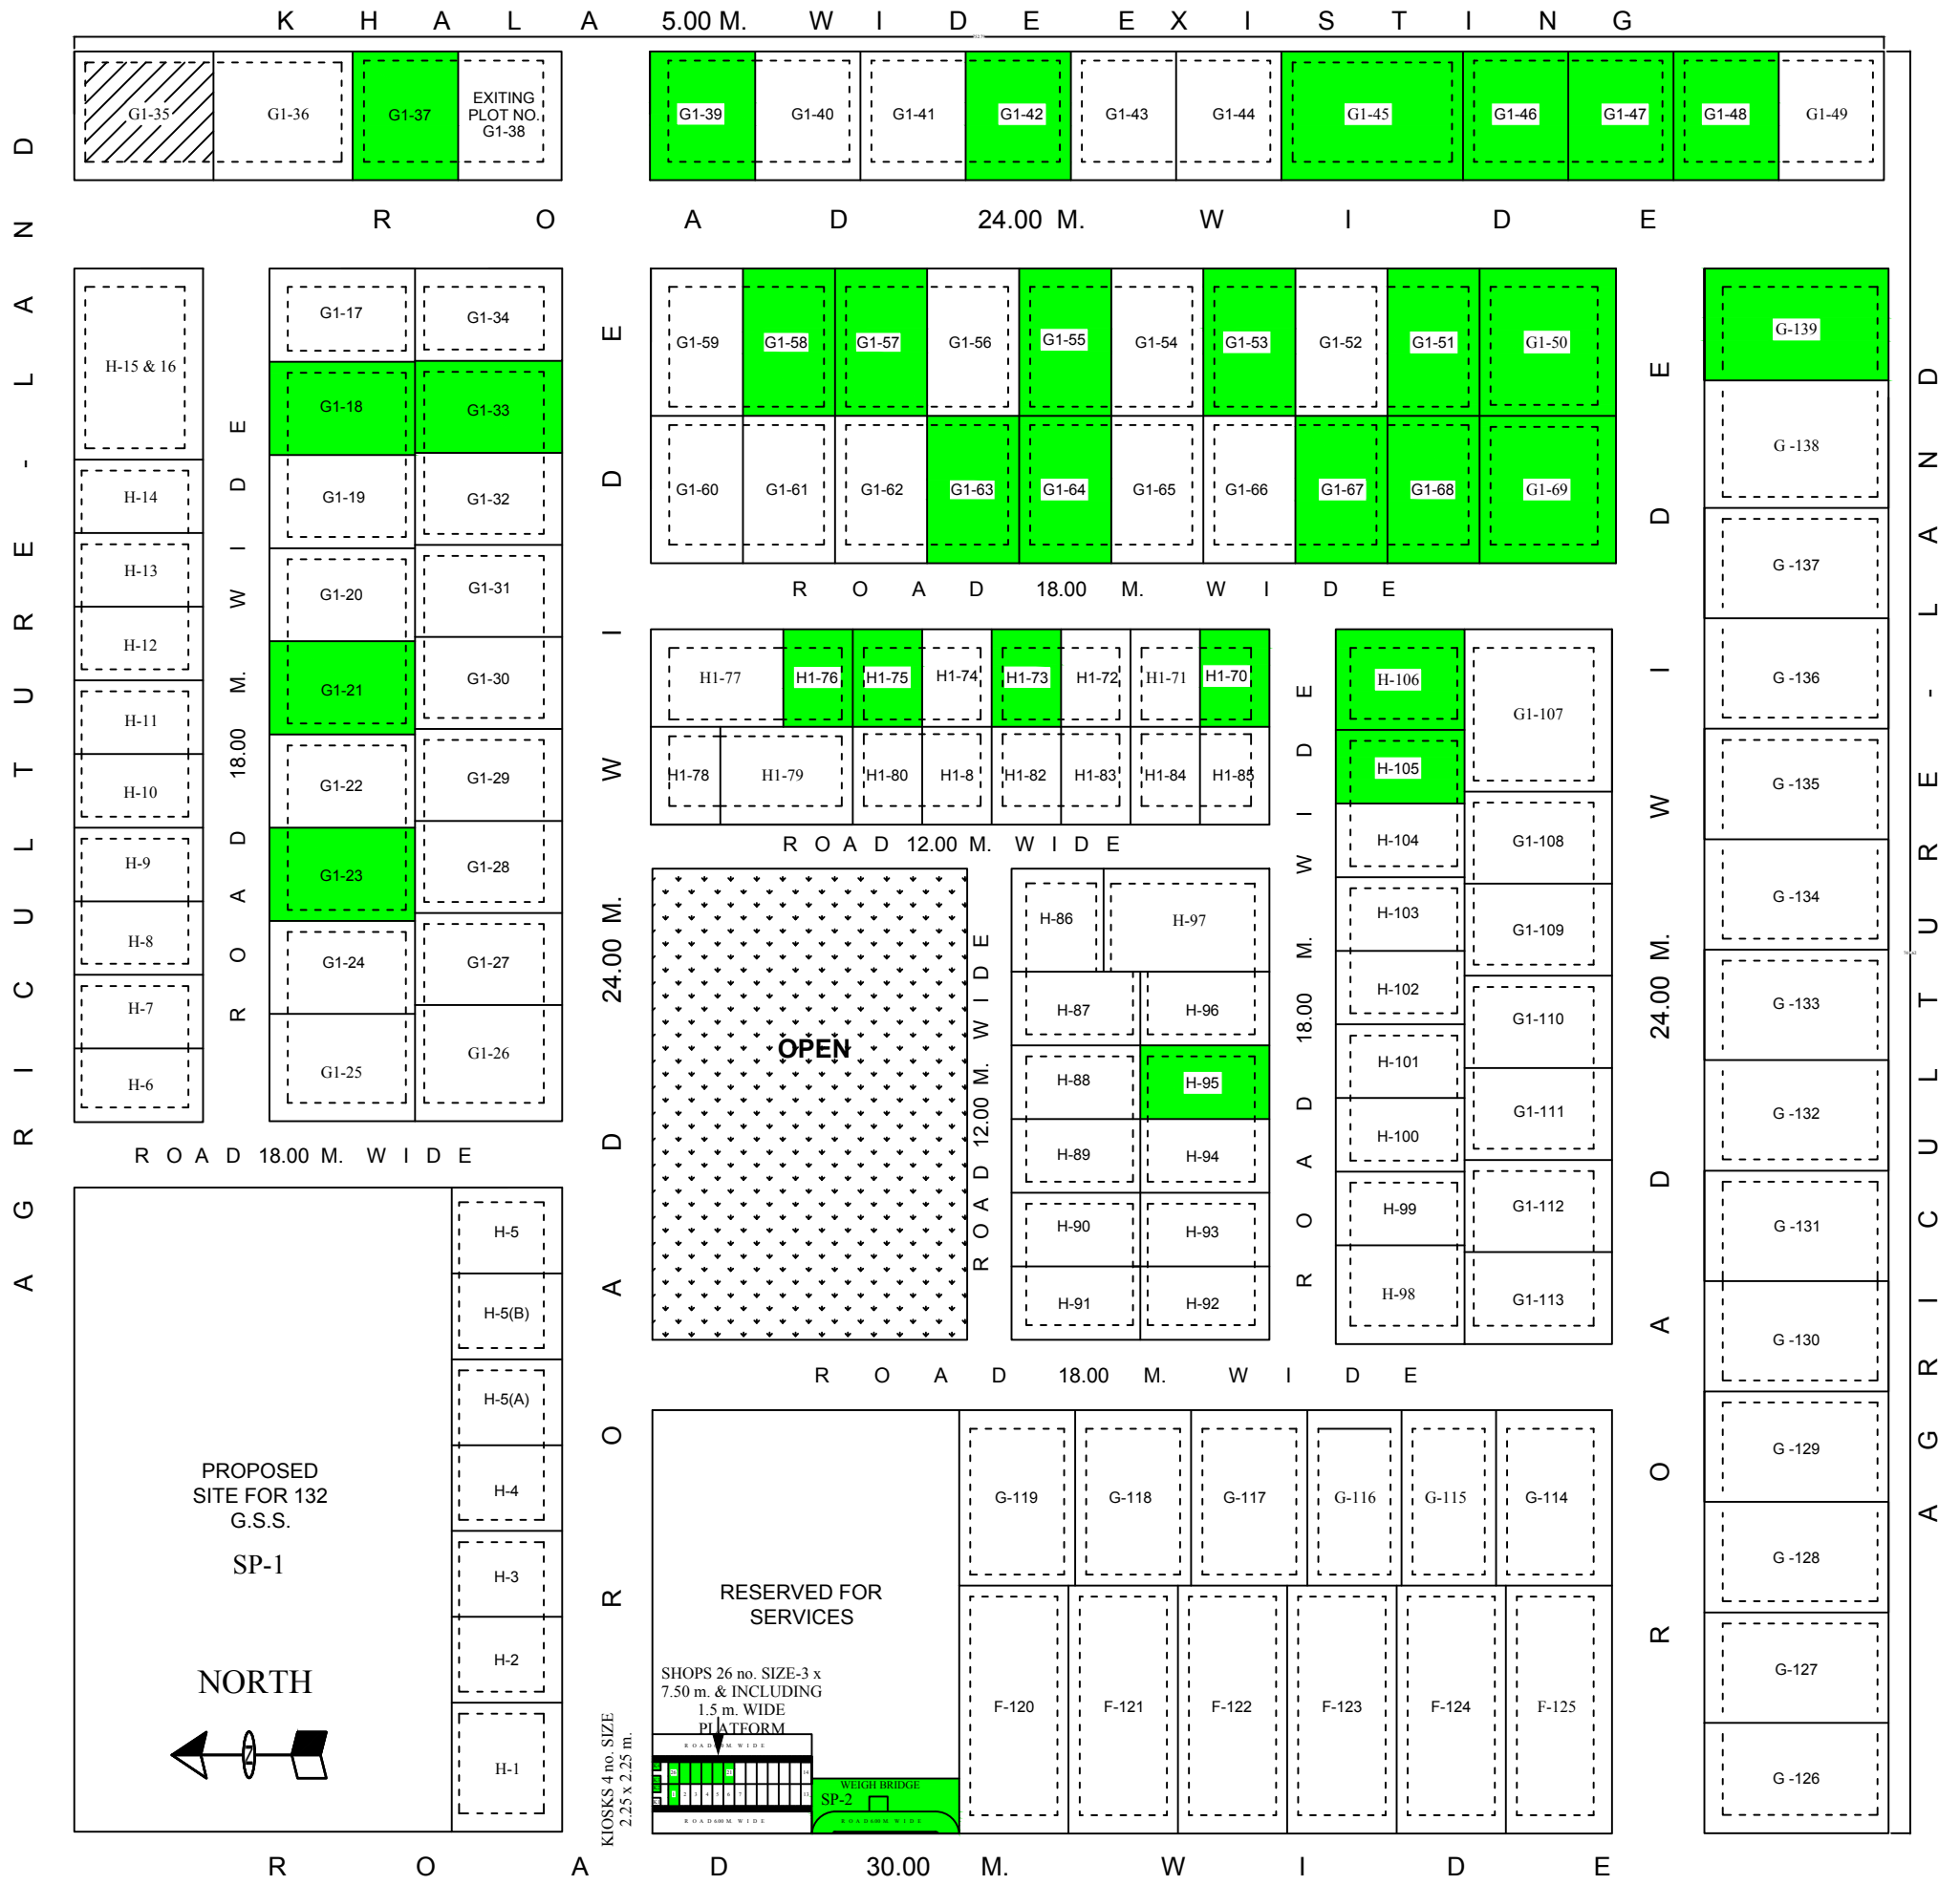 K H A L A 5.00 M. W I D E E X I S T I N G
G1-35
G1-36
G1-37
EXITING
PLOT NO.
G1-38
G1-39
G1-40
G1-41
G1-42
G1-43
G1-44
G1-45
G1-46
G1-47
G1-48
G1-49
R O A D 24.00 M. W I D E
A G R I C U L T U R E - L A N D
H-15 & 16
H-14
H-13
H-12
H-11
H-10
H-9
H-8
H-7
H-6
R O A D 18.00 M. W I D E
G1-17
G1-18
G1-19
G1-20
G1-21
G1-22
G1-23
G1-24
G1-25
G1-34
G1-33
G1-32
G1-31
G1-30
G1-29
G1-28
G1-27
G1-26
R O A D 24.00 M. W I D E
G1-59
G1-58
G1-57
G1-56
G1-55
G1-54
G1-53
G1-52
G1-51
G1-50
G1-60
G1-61
G1-62
G1-63
G1-64
G1-65
G1-66
G1-67
G1-68
G1-69
R O A D 18.00 M. W I D E
H1-77
H1-76
H1-75
H1-74
H1-73
H1-72
H1-71
H1-70
H1-78
H1-79
H1-80
H1-8
H1-82
H1-83
H1-84
H1-85
R O A D 12.00 M. W I D E
OPEN
R O A D 12.00 M. W I D E
H-86
H-97
H-87
H-96
H-88
H-95
H-89
H-94
H-90
H-93
H-91
H-92
R O A D 18.00 M. W I D E
H-106
H-105
H-104
H-103
H-102
H-101
H-100
H-99
H-98
G1-107
G1-108
G1-109
G1-110
G1-111
G1-112
G1-113
R O A D 24.00 M. W I D E
G-139
G -138
G -137
G -136
G -135
G -134
G -133
G -132
G -131
G -130
G -129
G -128
G-127
G -126
A G R I C U L T U R E - L A N D
R O A D 18.00 M. W I D E
PROPOSED
SITE FOR 132
G.S.S.
SP-1
NORTH
H-5
H-5(B)
H-5(A)
H-4
H-3
H-2
H-1
R O A D 18.00 M. W I D E
RESERVED FOR
SERVICES
G-119
G-118
G-117
G-116
G-115
G-114
F-120
F-121
F-122
F-123
F-124
F-125
SHOPS 26 no. SIZE-3 x
7.50 m. & INCLUDING
1.5 m. WIDE
PLATFORM
KIOSKS 4 no. SIZE
2.25 x 2.25 m.
WEIGH BRIDGE
SP-2
R O A D 6.00 M. W I D E
R O A D 6.00 M. W I D E
R O A D 30.00 M. W I D E